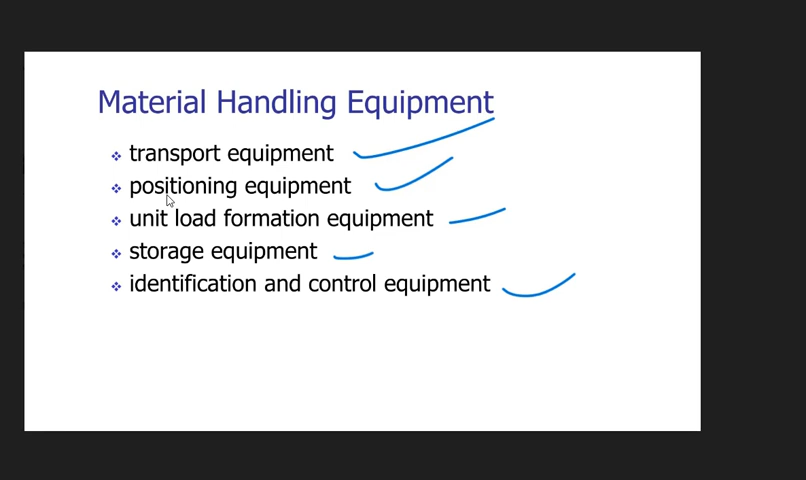 Material Handling Equipment
transport equipment
positioning equipment
unit load formation equipment
storage equipment
identification and control equipment